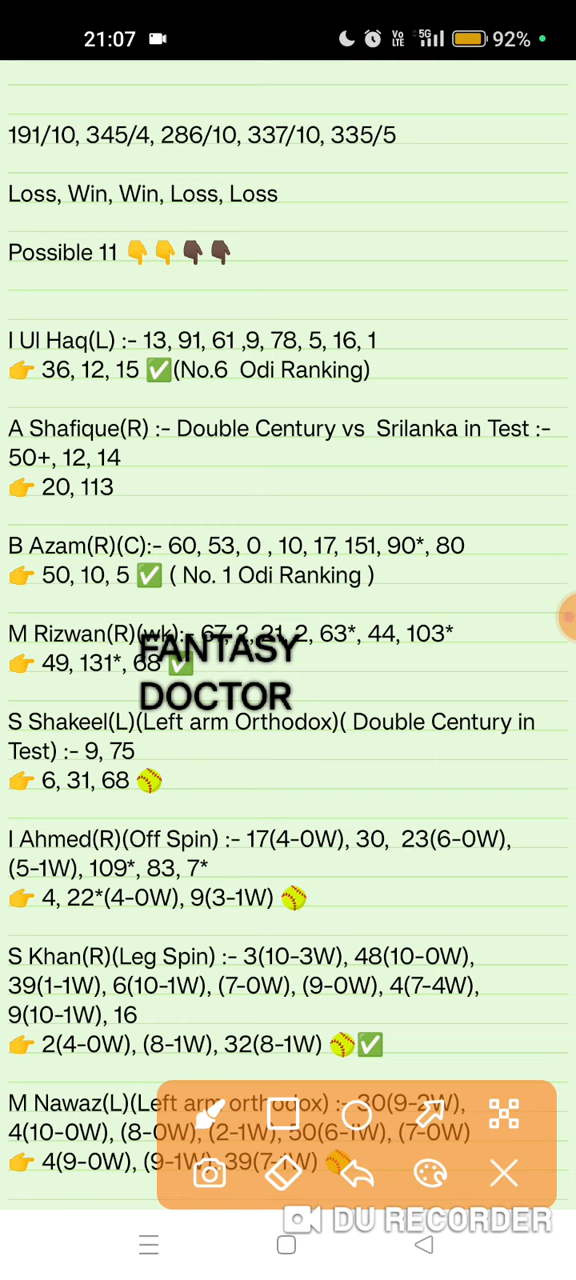 21:07 Vo LTE 5G 92%
191/10, 345/4, 286/10, 337/10, 335/5
Loss, Win, Win, Loss, Loss
Possible 11 👇👇👇🏿👇🏿
I Ul Haq(L) :- 13, 91, 61 ,9, 78, 5, 16, 1
👉 36, 12, 15 ✅(No.6 Odi Ranking)
A Shafique(R) :- Double Century vs Srilanka in Test :-
50+, 12, 14
👉 20, 113
B Azam(R)(C):- 60, 53, 0 , 10, 17, 151, 90*, 80
👉 50, 10, 5 ✅ ( No. 1 Odi Ranking )
M Rizwan(R)(wk):- 67, 2, 21, 2, 63*, 44, 103*
👉 49, 131*, 68 ✅
FANTASY
DOCTOR
S Shakeel(L)(Left arm Orthodox)( Double Century in
Test) :- 9, 75
👉 6, 31, 68 🥎
I Ahmed(R)(Off Spin) :- 17(4-0W), 30, 23(6-0W),
(5-1W), 109*, 83, 7*
👉 4, 22*(4-0W), 9(3-1W) 🥎
S Khan(R)(Leg Spin) :- 3(10-3W), 48(10-0W),
39(1-1W), 6(10-1W), (7-0W), (9-0W), 4(7-4W),
9(10-1W), 16
👉 2(4-0W), (8-1W), 32(8-1W) 🥎✅
M Nawaz(L)(Left arm orthodox) :- 30(9-2W),
4(10-0W), (8-0W), (2-1W), 50(6-1W), (7-0W)
👉 4(9-0W), (9-1W), 39(7-1W) 🥎
DU RECORDER